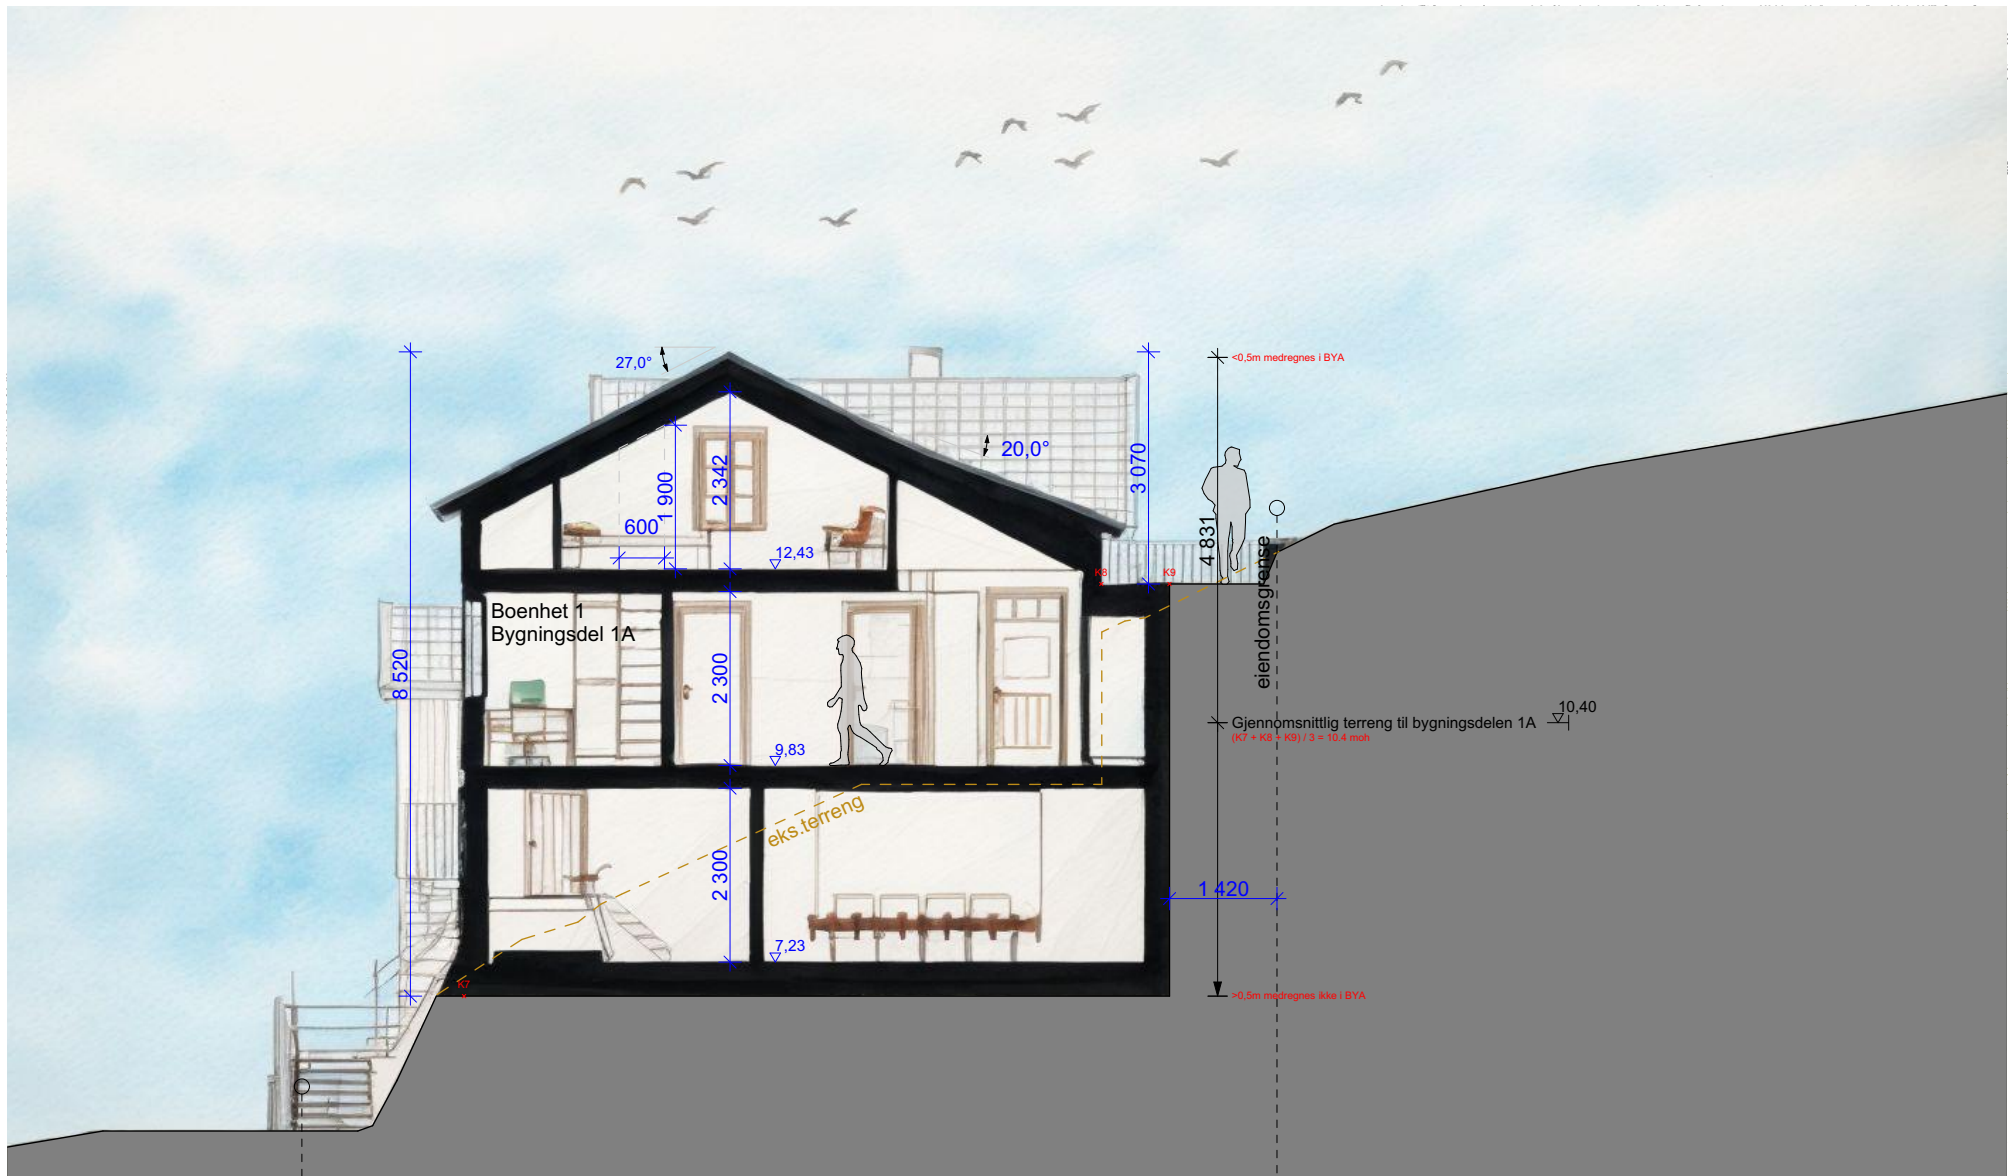 27,0°
<0,5m medregnes i BYA
20,0°
3 070
2 342
1 900
600
4 831
12,43
K8
K9
eiendomsgrense
Boenhet 1
Bygningsdel 1A
8 520
2 300
9,83
10,40
Gjennomsnittlig terreng til bygningsdelen 1A
(K7 + K8 + K9) / 3 = 10.4 moh
eks.terreng
2 300
1 420
7,23
K7
>0,5m medregnes ikke i BYA